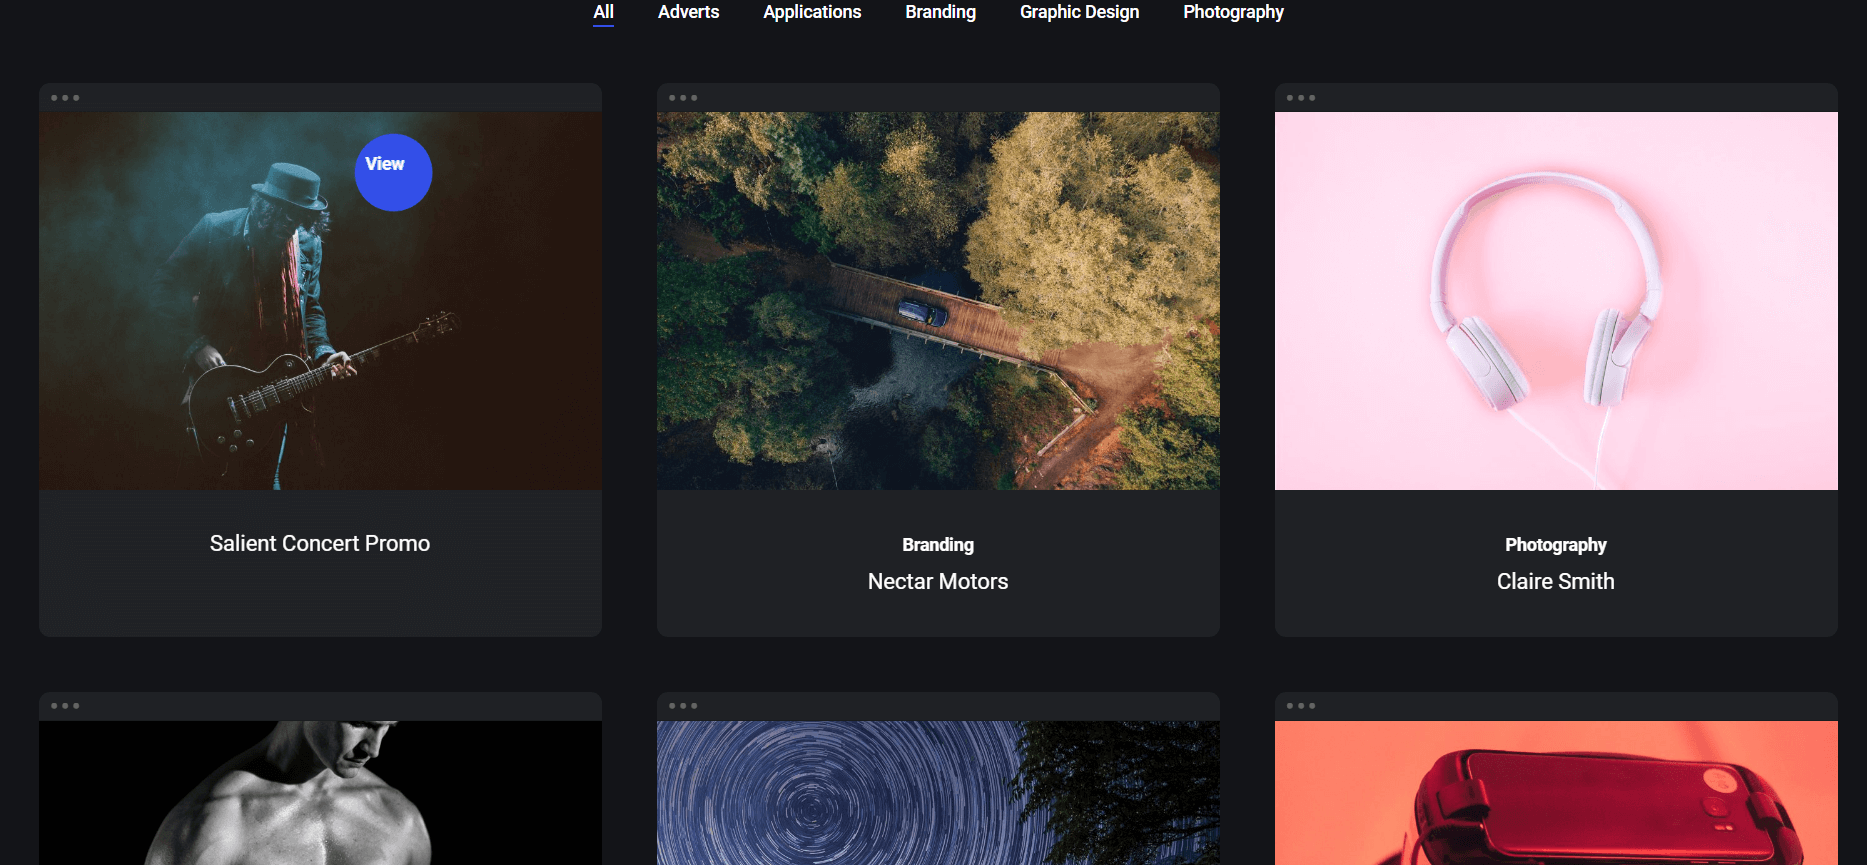 All Adverts Applications Branding Graphic Design Photography
View
Salient Concert Promo
Branding
Nectar Motors
Photography
Claire Smith